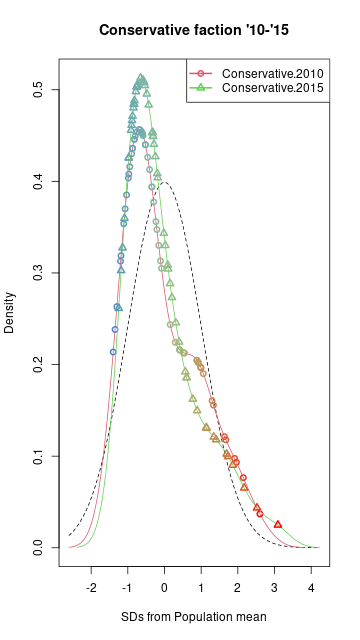 Conservative faction '10-'15
Conservative.2010
Conservative.2015
Density
0.5
0.4
0.3
0.2
0.1
0.0
-2 -1 0 1 2 3 4
SDs from Population mean